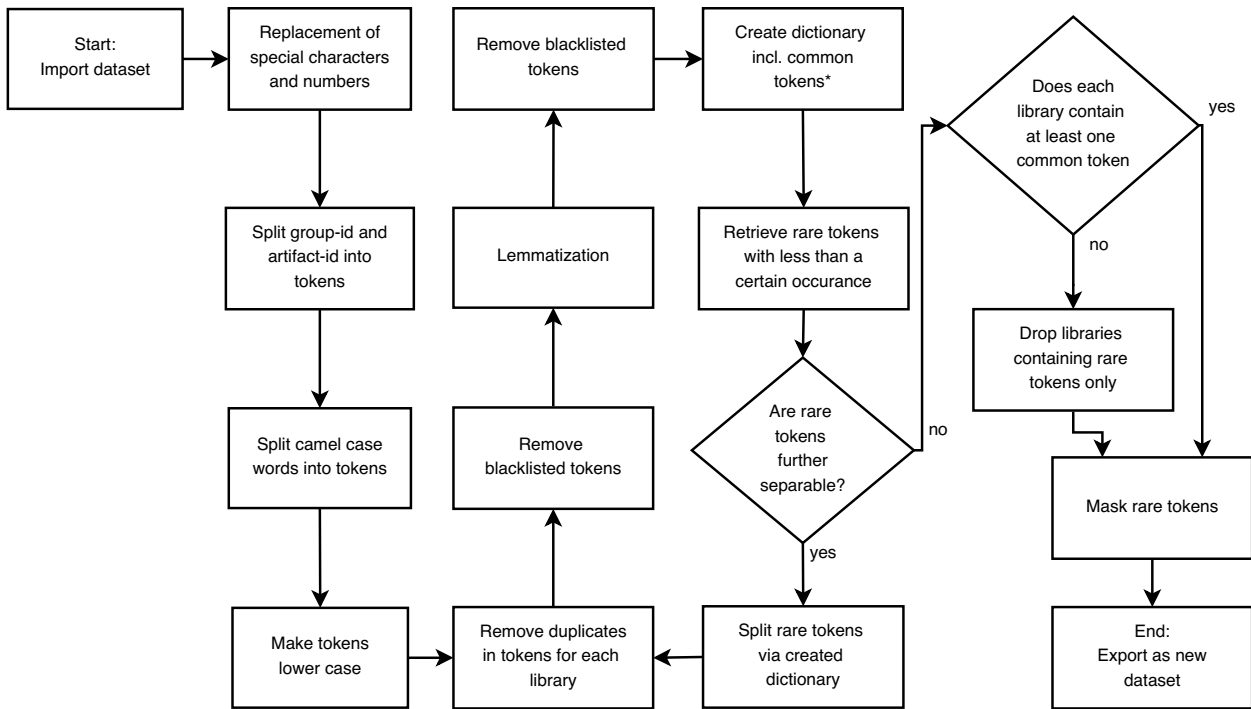 Start:
Import dataset
Replacement of
special characters
and numbers
Split group-id and
artifact-id into
tokens
Split camel case
words into tokens
Make tokens
lower case
Remove duplicates
in tokens for each
library
Remove
blacklisted tokens
Lemmatization
Remove blacklisted
tokens
Create dictionary
incl. common
tokens*
Retrieve rare tokens
with less than a
certain occurance
Are rare
tokens
further
separable?
yes
no
Split rare tokens
via created
dictionary
Does each
library contain
at least one
common token
yes
no
Drop libraries
containing rare
tokens only
Mask rare tokens
End:
Export as new
dataset